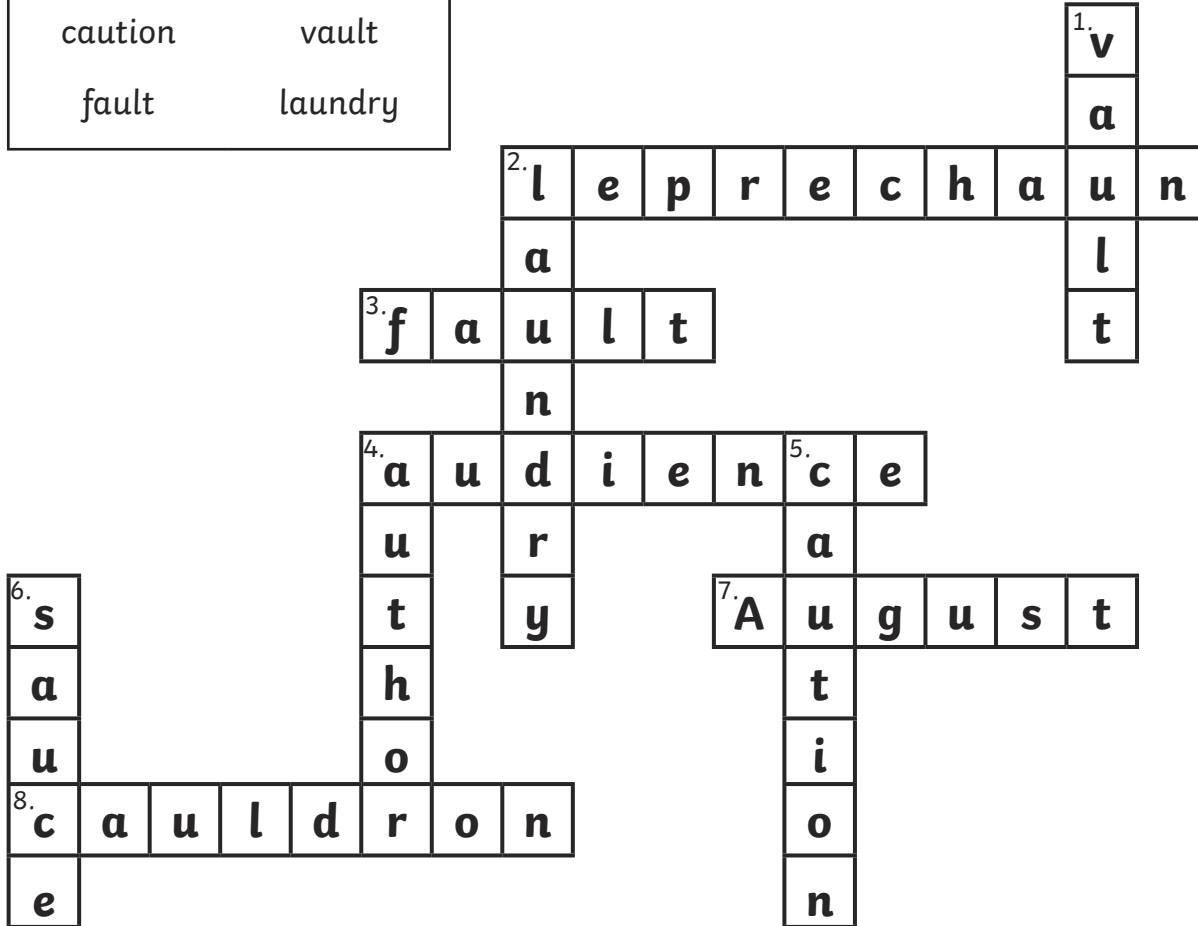 caution vault
fault laundry
1. v
a
2. l e p r e c h a u n
a l
3. f a u l t t
n
4. a u d i e n 5. c e
u r a
6. s t y 7. A u g u s t
a h t
u o i
8. c a u l d r o n o
e n